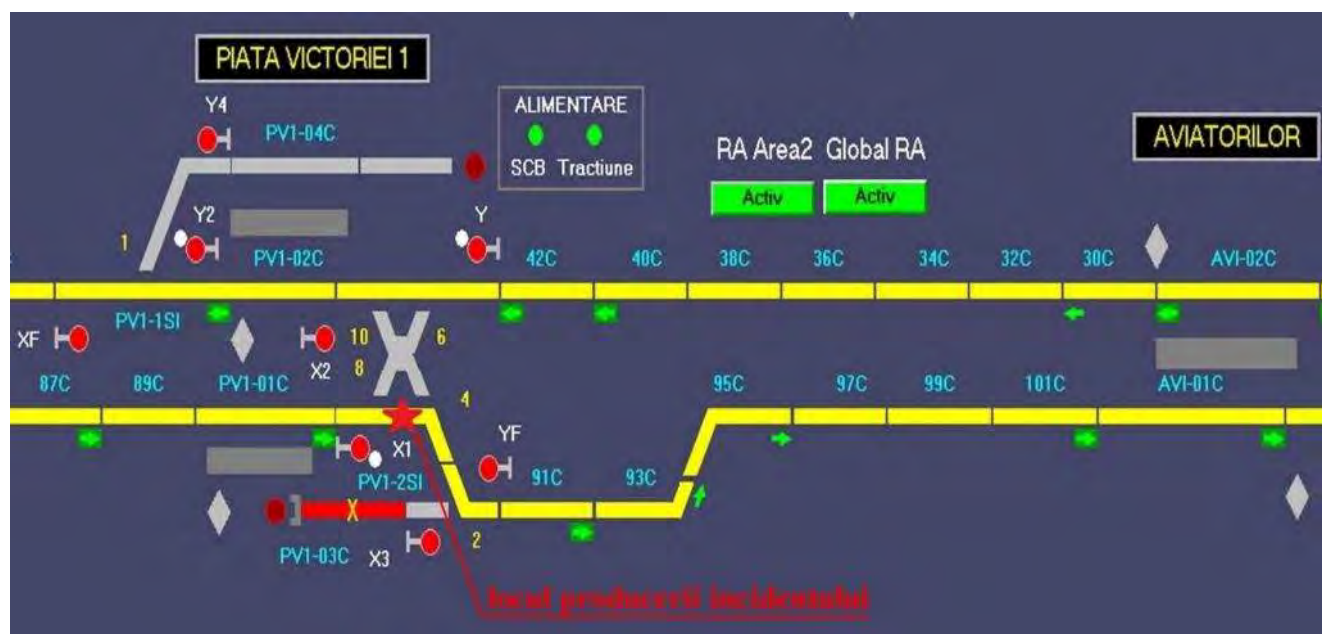 PIATA VICTORIEI 1
Y4
PV1-04C
ALIMENTARE
SCB Tractiune
RA Area2 Global RA
Activ Activ
AVIATORILOR
1
Y2
PV1-02C
Y
42C 40C 38C 36C 34C 32C 30C AVI-02C
PV1-1SI
XF
X2
10 6
8
87C 89C PV1-01C
4
95C 97C 99C 101C AVI-01C
X1
YF
PV1-2SI
91C 93C
X
PV1-03C X3
2
locul producerii incidentului